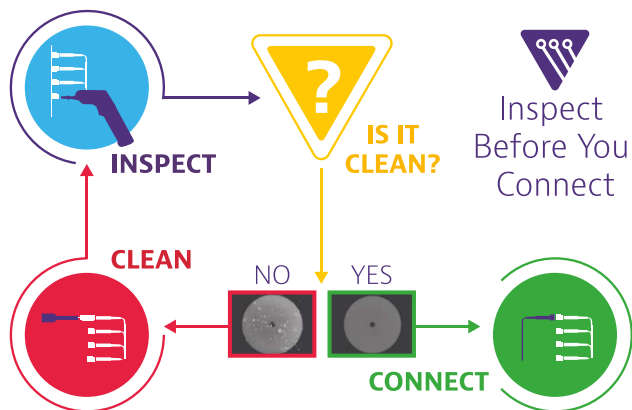 ?
INSPECT
IS IT
CLEAN?
Inspect
Before You
Connect
CLEAN
NO
YES
CONNECT